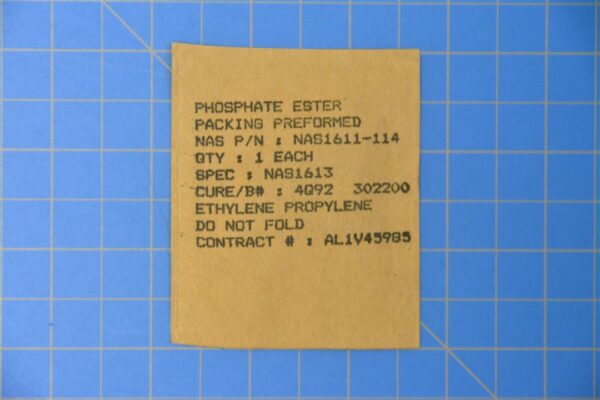 PHOSPHATE ESTER
PACKING PREFORMED
NAS P/N : NAS1611-114
QTY : 1 EACH
SPEC : NAS1613
CURE/B# : 4Q92 302200
ETHYLENE PROPYLENE
DO NOT FOLD
CONTRACT # : AL1V45985